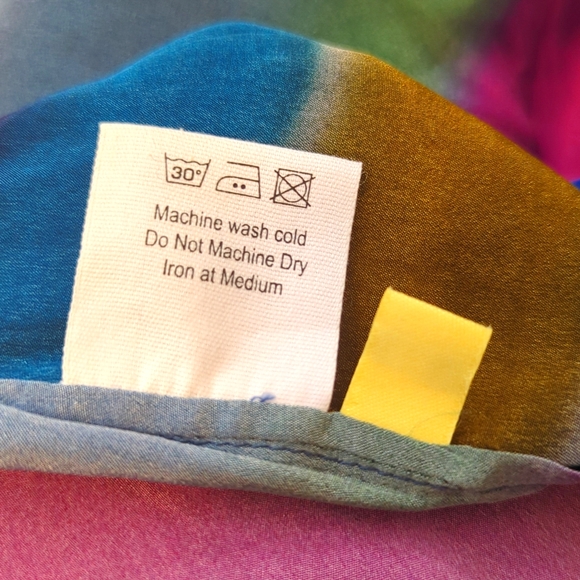 30°
Machine wash cold
Do Not Machine Dry
Iron at Medium